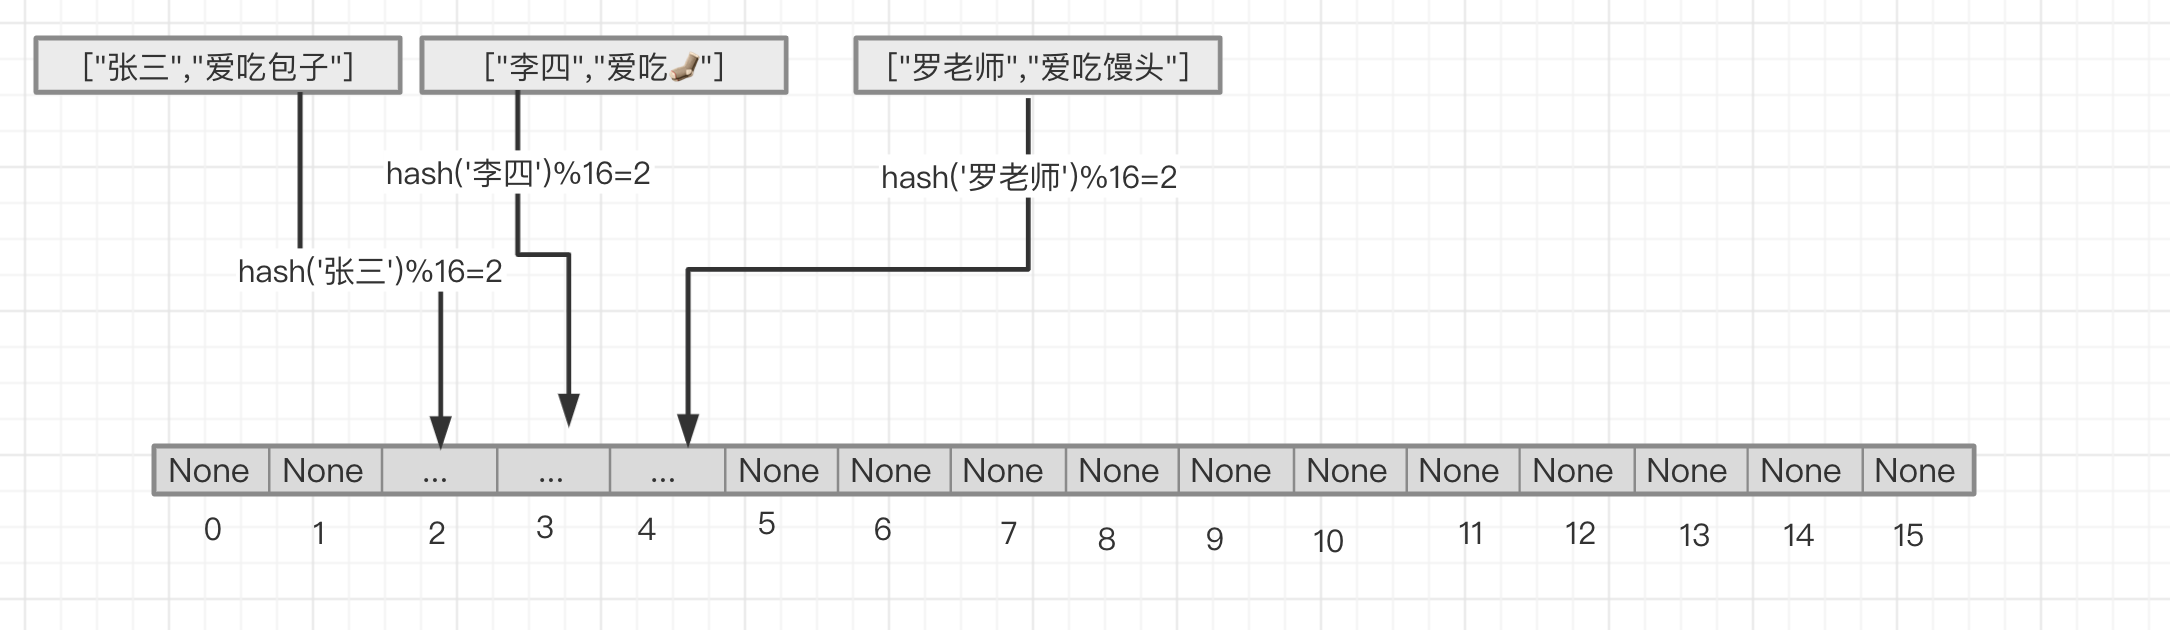 ["张三","爱吃包子"]
["李四","爱吃"]
["罗老师","爱吃馒头"]
hash('李四')%16=2
hash('罗老师')%16=2
hash('张三')%16=2
None None ... ... ... None None None None None None None None None None None
0 1 2 3 4 5 6 7 8 9 10 11 12 13 14 15